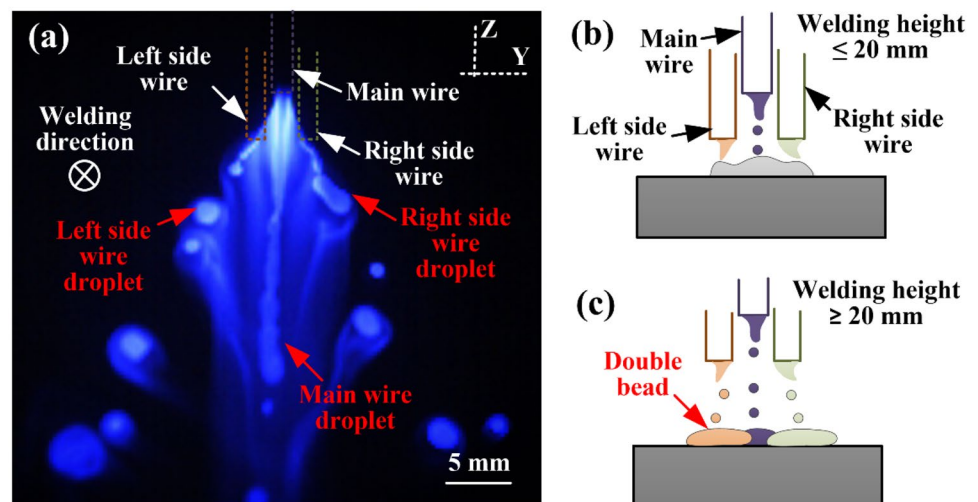 (a)
Z
Y
Left side
wire
Main wire
Welding
direction
Right side
wire
Left side
wire
droplet
Right side
wire
droplet
Main wire
droplet
5 mm
(b)
Main
wire
Welding height
≤ 20 mm
Left side
wire
Right side
wire
(c)
Welding height
≥ 20 mm
Double
bead